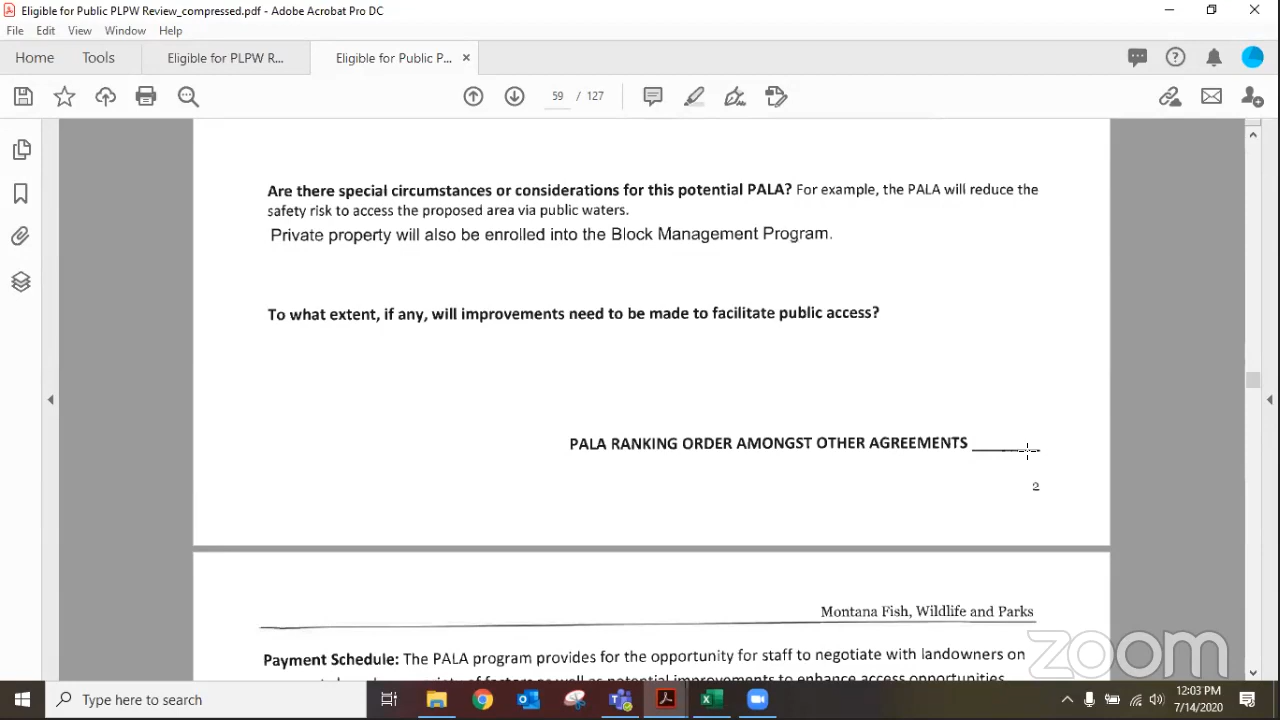 Eligible for Public PLPW Review_compressed.pdf - Adobe Acrobat Pro DC
File Edit View Window Help
Home Tools Eligible for PLPW R... Eligible for Public P... ×
59 / 127
Are there special circumstances or considerations for this potential PALA? For example, the PALA will reduce the
safety risk to access the proposed area via public waters.
Private property will also be enrolled into the Block Management Program.
To what extent, if any, will improvements need to be made to facilitate public access?
PALA RANKING ORDER AMONGST OTHER AGREEMENTS
2
Montana Fish, Wildlife and Parks
Payment Schedule: The PALA program provides for the opportunity for staff to negotiate with landowners on
zoom
Type here to search
12:03 PM
7/14/2020